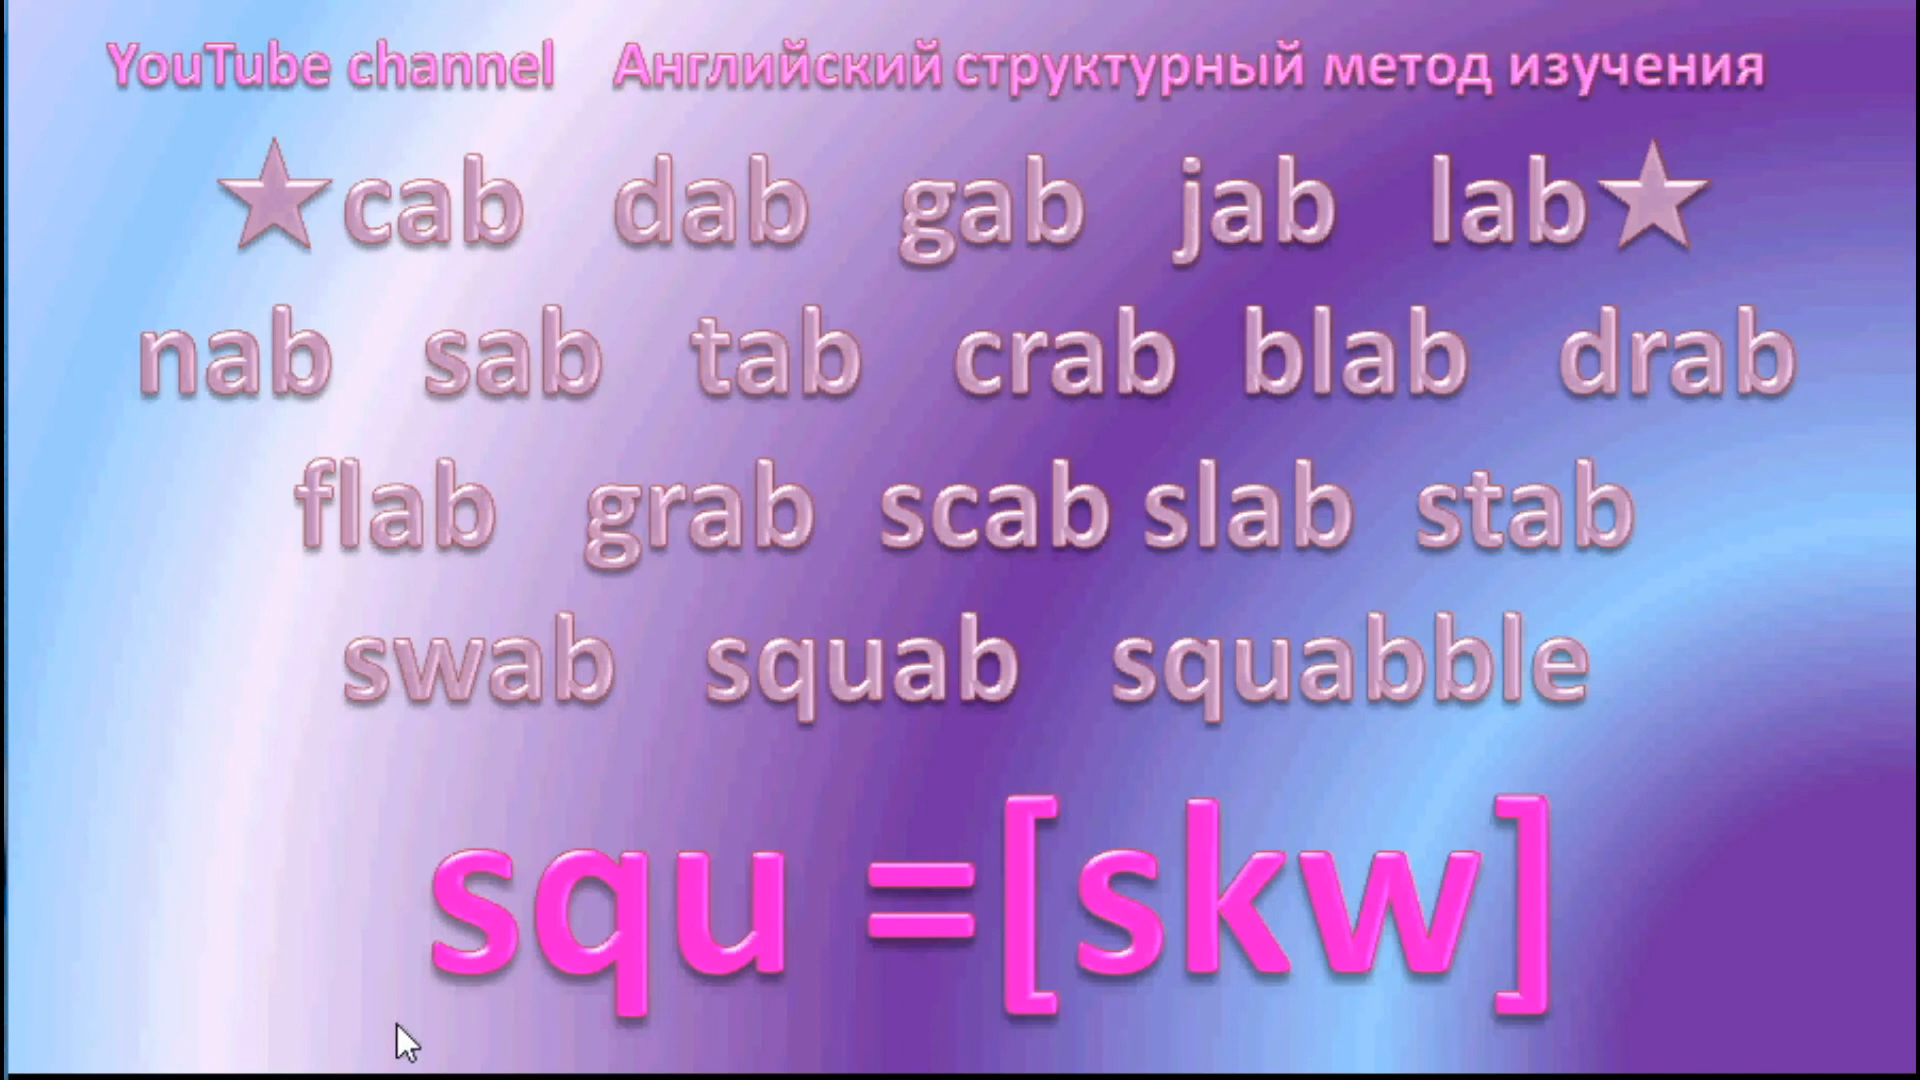 YouTube channel Английский структурный метод изучения
★cab dab gab jab lab★
nab sab tab crab blab drab
flab grab scab slab stab
swab squab squabble
squ =[skw]